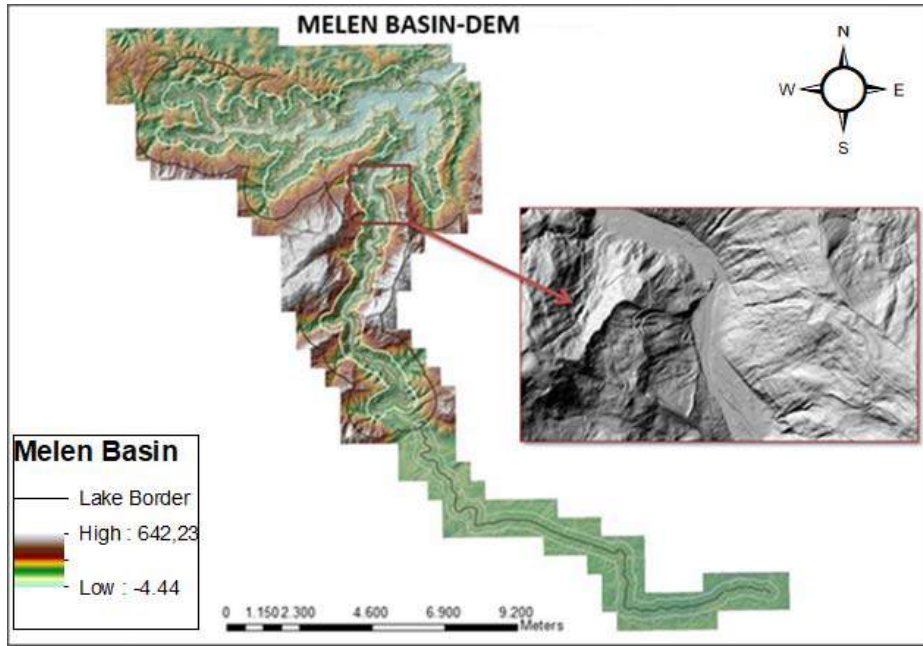 MELEN BASIN-DEM
N
W E
S
Melen Basin
Lake Border
High : 642,23
Low : -4.44
0 1.150 2.300 4.600 6.900 9.200
Meters